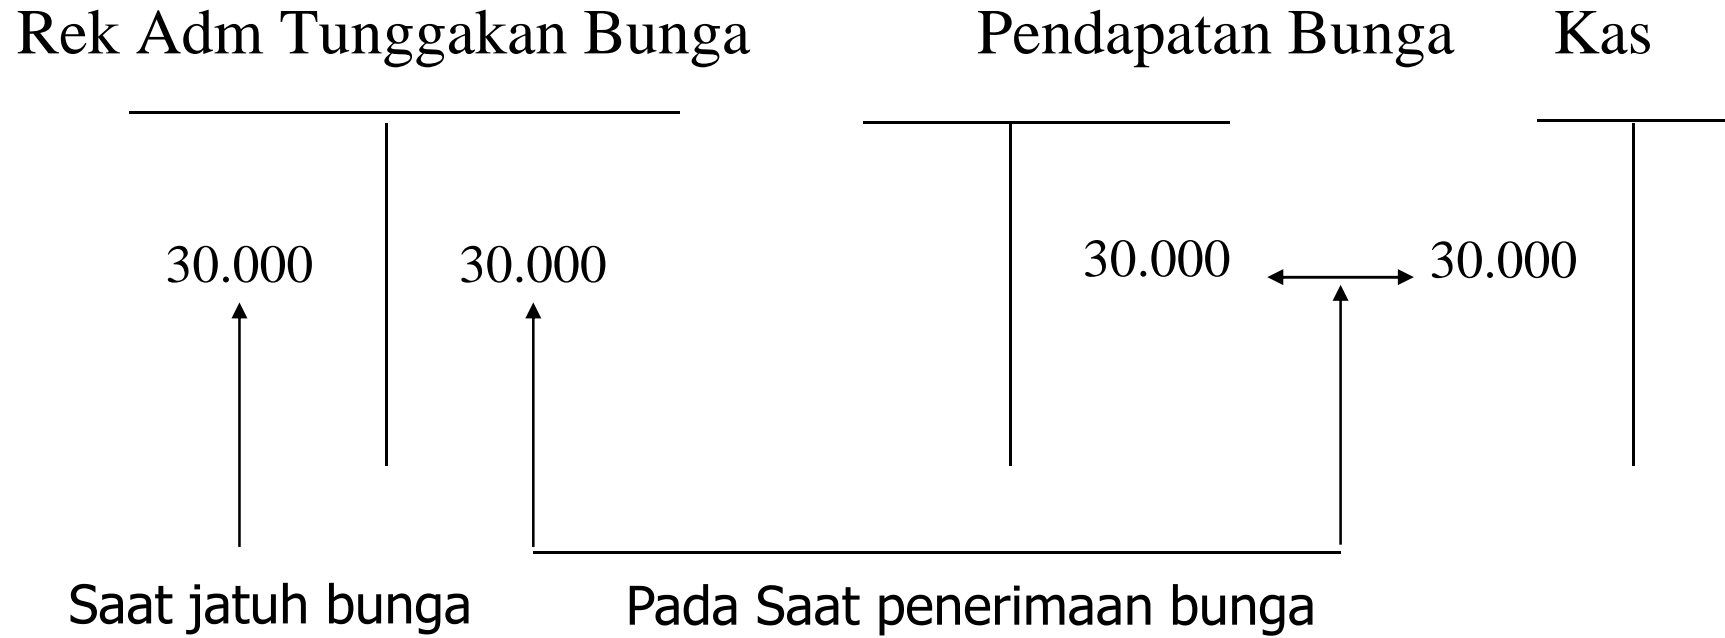 Rek Adm Tunggakan Bunga Pendapatan Bunga Kas
30.000 30.000 30.000 30.000
Saat jatuh bunga Pada Saat penerimaan bunga